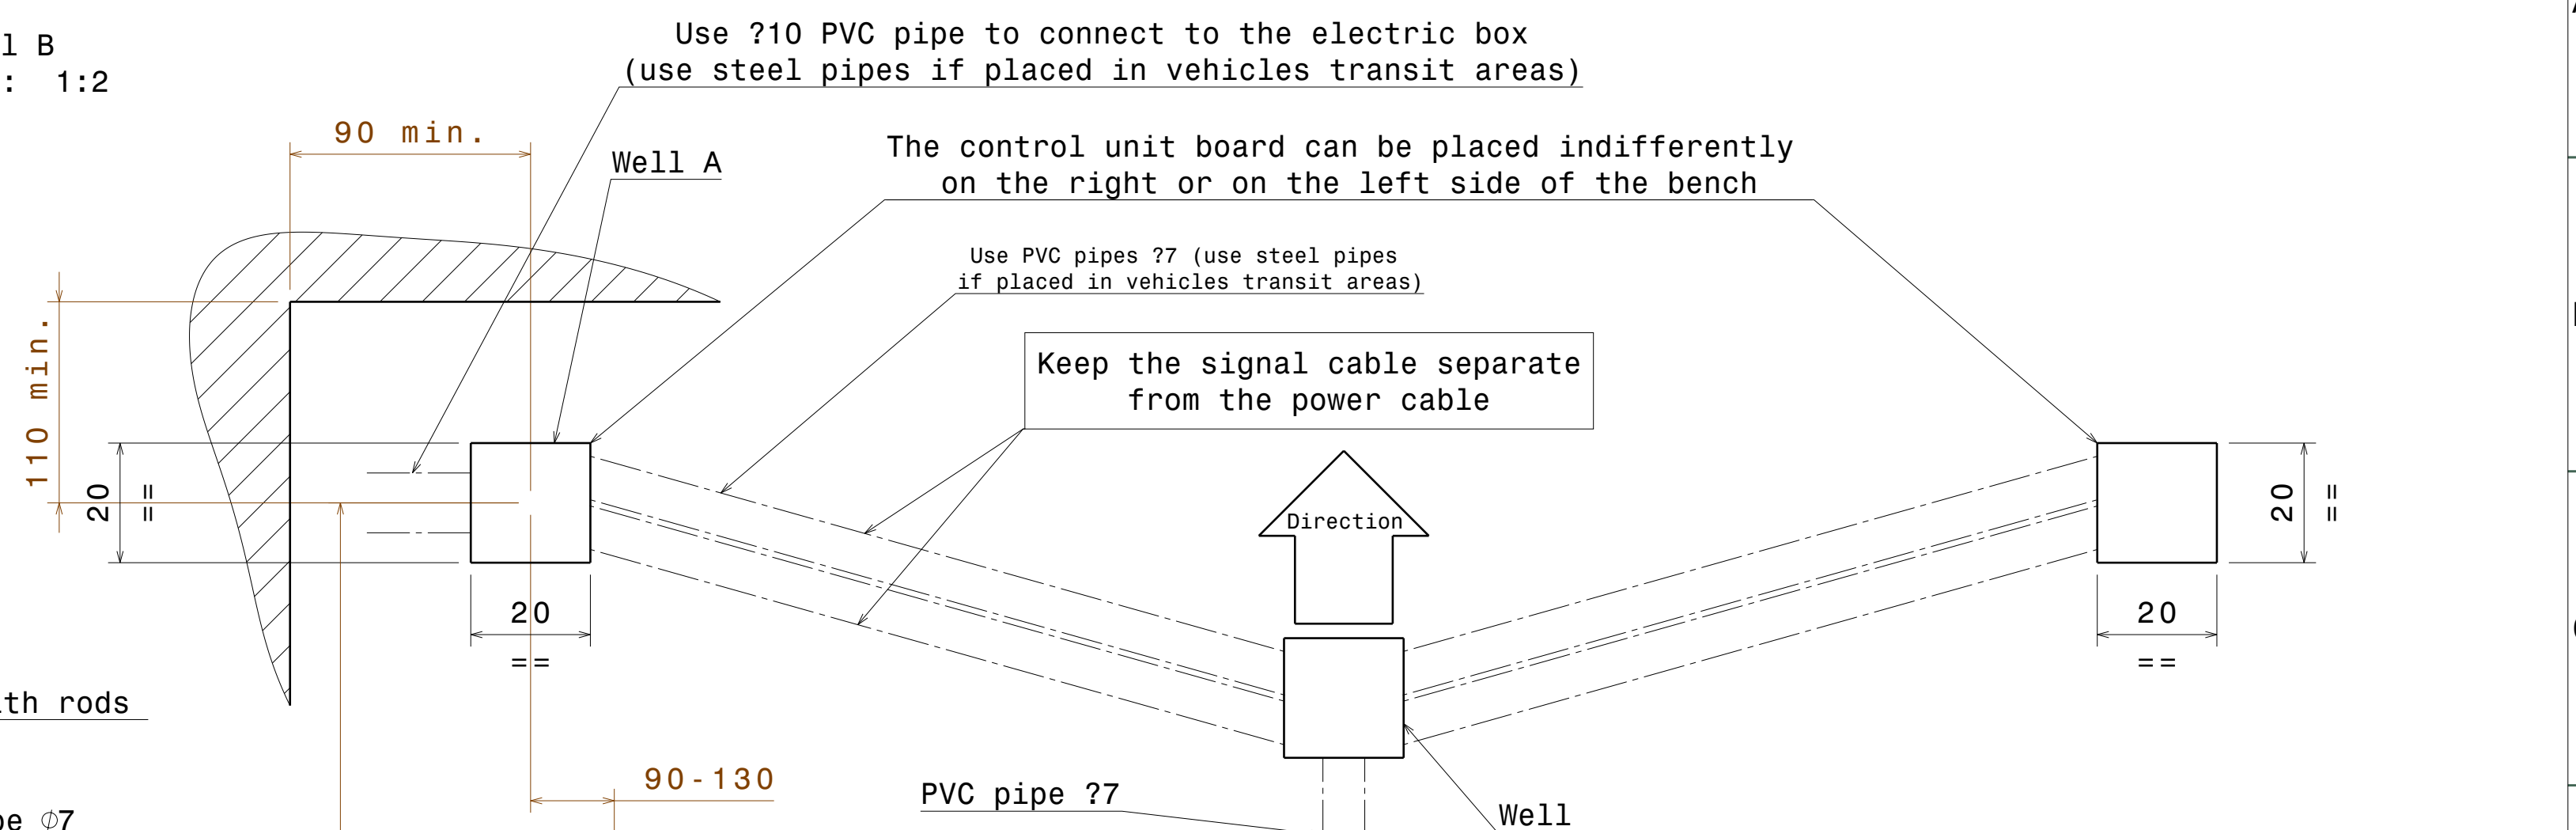 Use ?10 PVC pipe to connect to the electric box
(use steel pipes if placed in vehicles transit areas)
l B
: 1:2
90 min.
Well A
The control unit board can be placed indifferently
on the right or on the left side of the bench
Use PVC pipes ?7 (use steel pipes
if placed in vehicles transit areas)
110 min.
Keep the signal cable separate
from the power cable
20
==
Direction
20
==
20
==
20
==
th rods
90-130
PVC pipe ?7
Well
pe ∅7